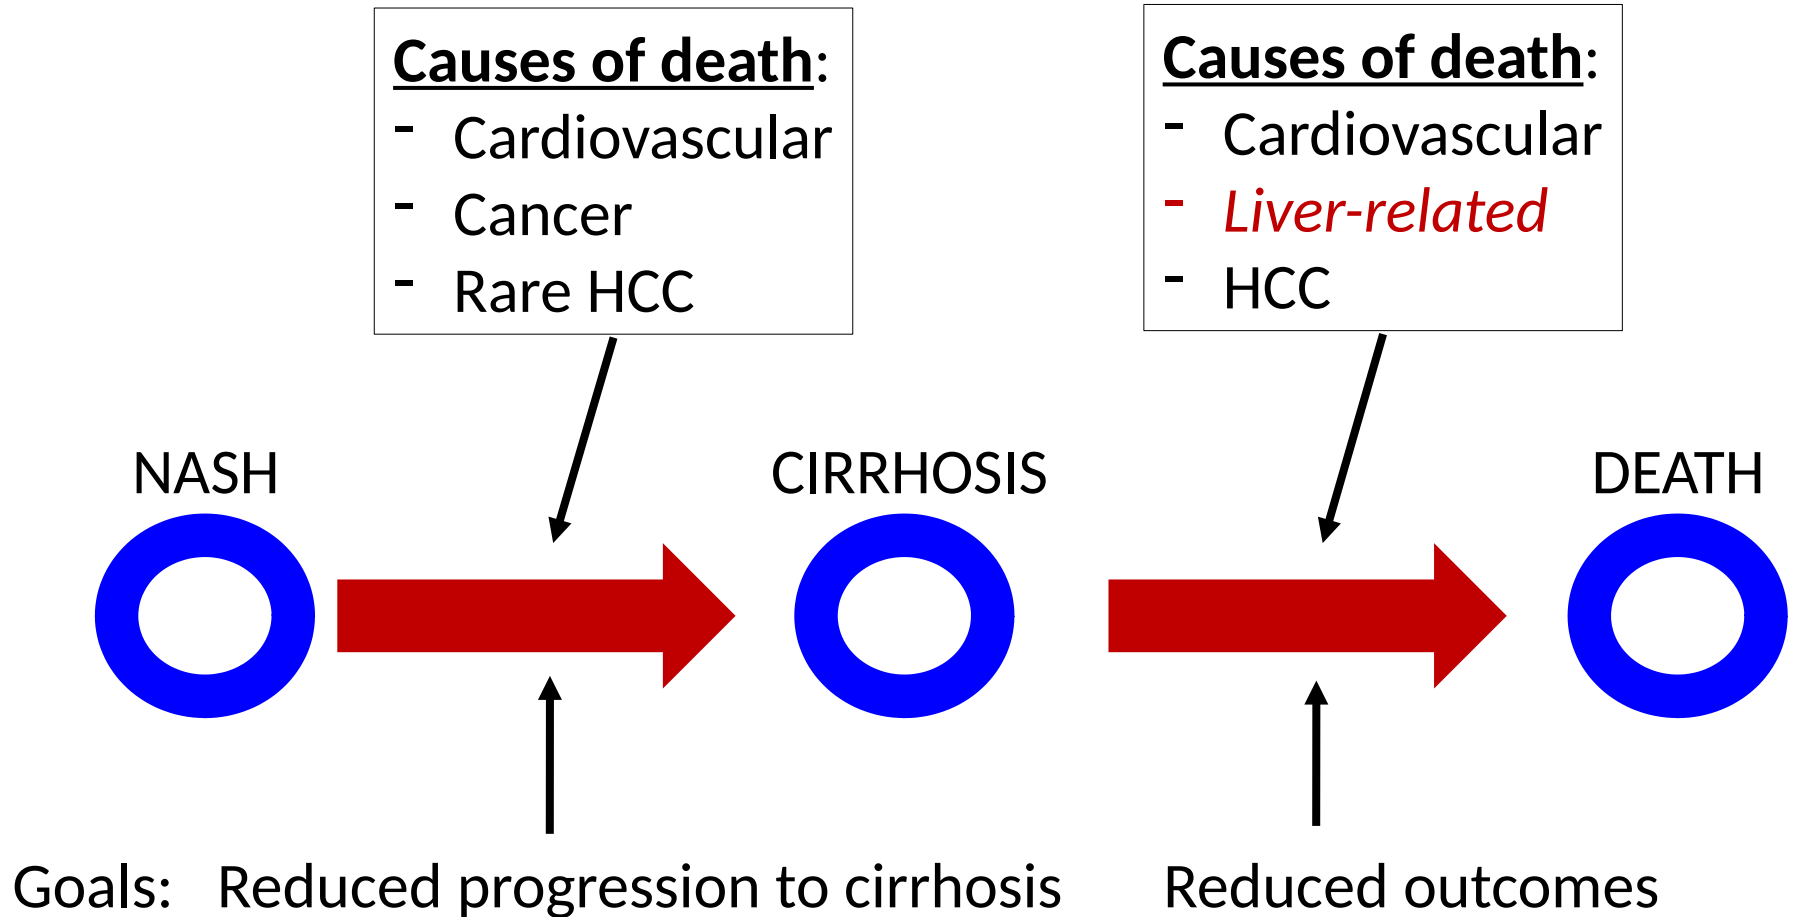 Causes of death:
- Cardiovascular
- Cancer
- Rare HCC
Causes of death:
- Cardiovascular
- Liver-related
- HCC
NASH
CIRRHOSIS
DEATH
Goals: Reduced progression to cirrhosis Reduced outcomes